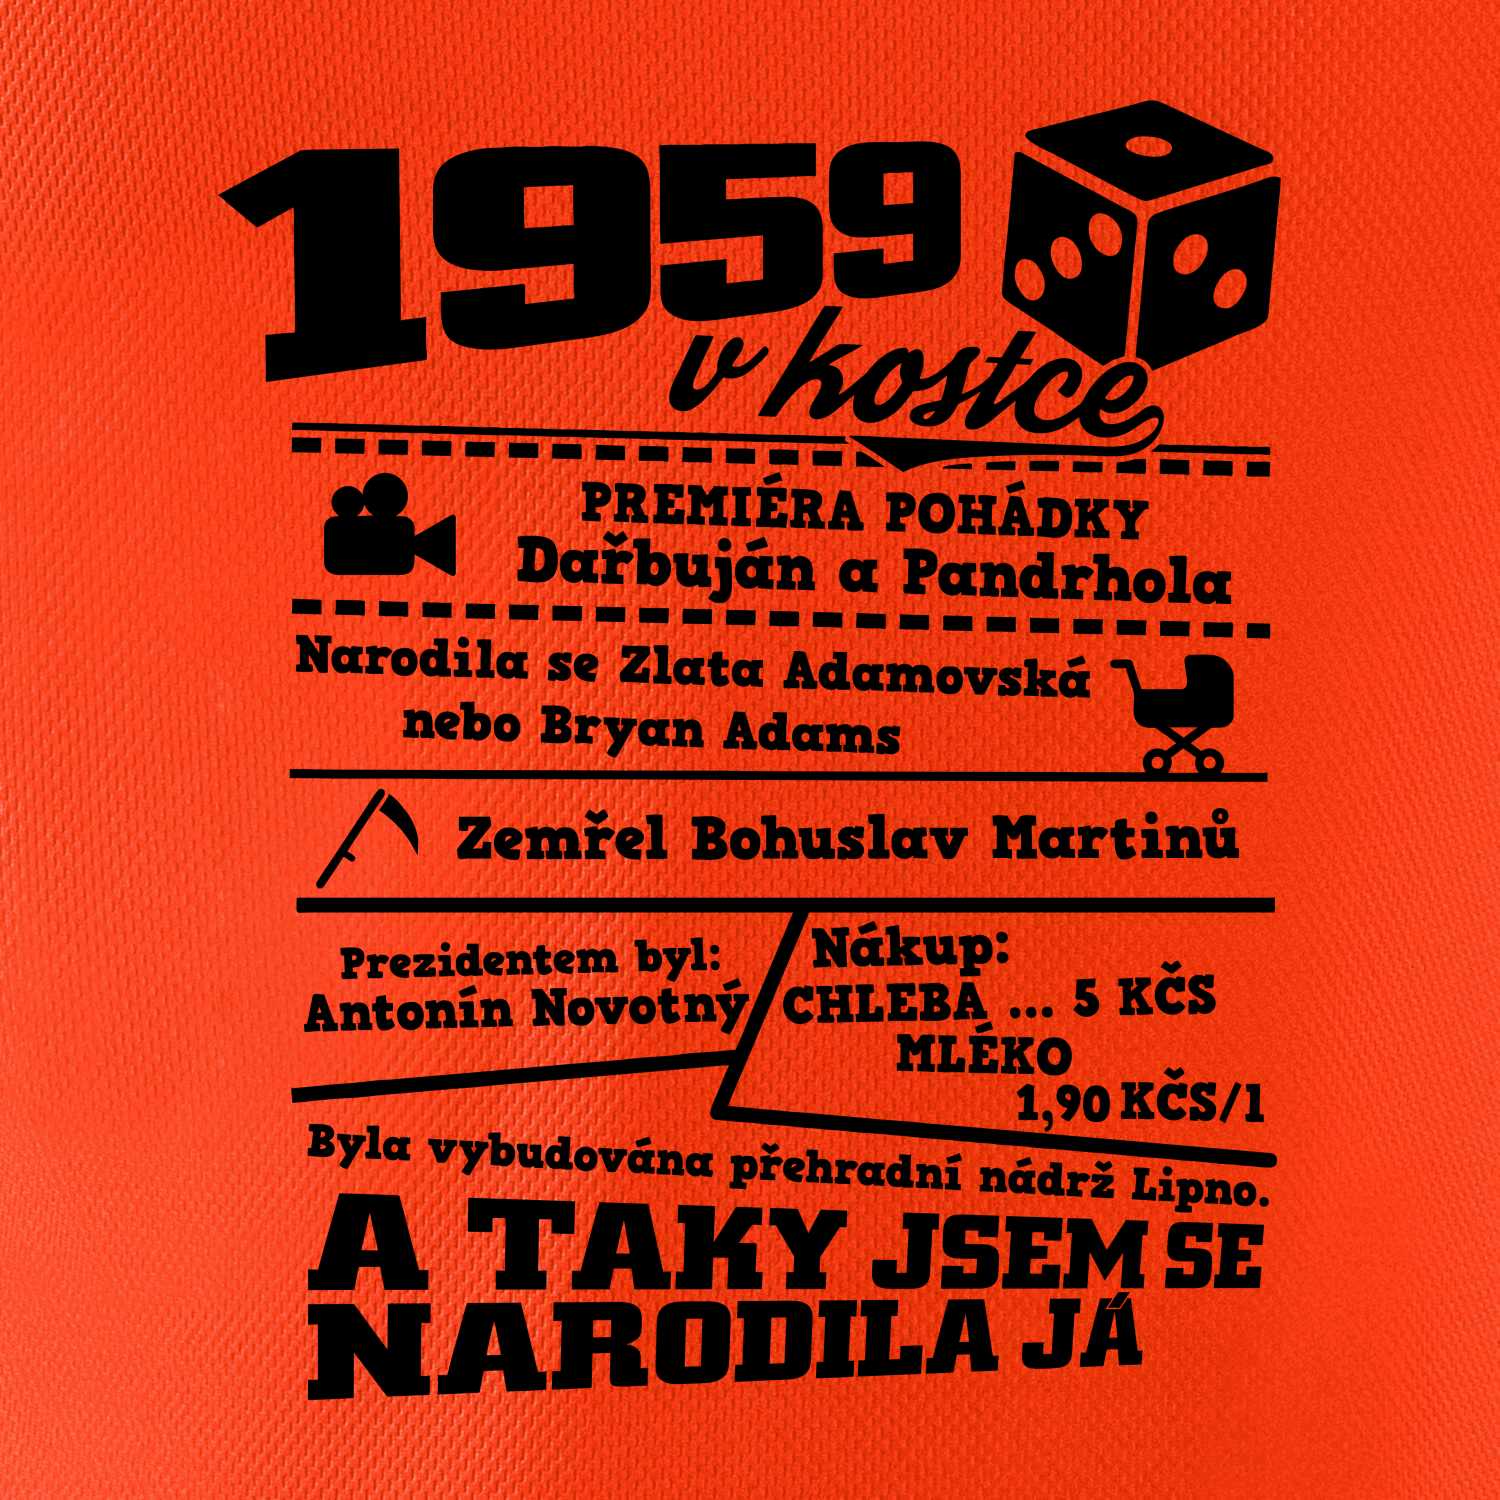 1959
v kostce
PREMIÉRA POHÁDKY
Dařbuján a Pandrhola
Narodila se Zlata Adamovská
nebo Bryan Adams
Zemřel Bohuslav Martinů
Prezidentem byl:
Antonín Novotný
Nákup:
CHLEBA ... 5 KČS
MLÉKO
1,90 KČS/l
Byla vybudována přehradní nádrž Lipno.
A TAKY JSEM SE
NARODILA JÁ